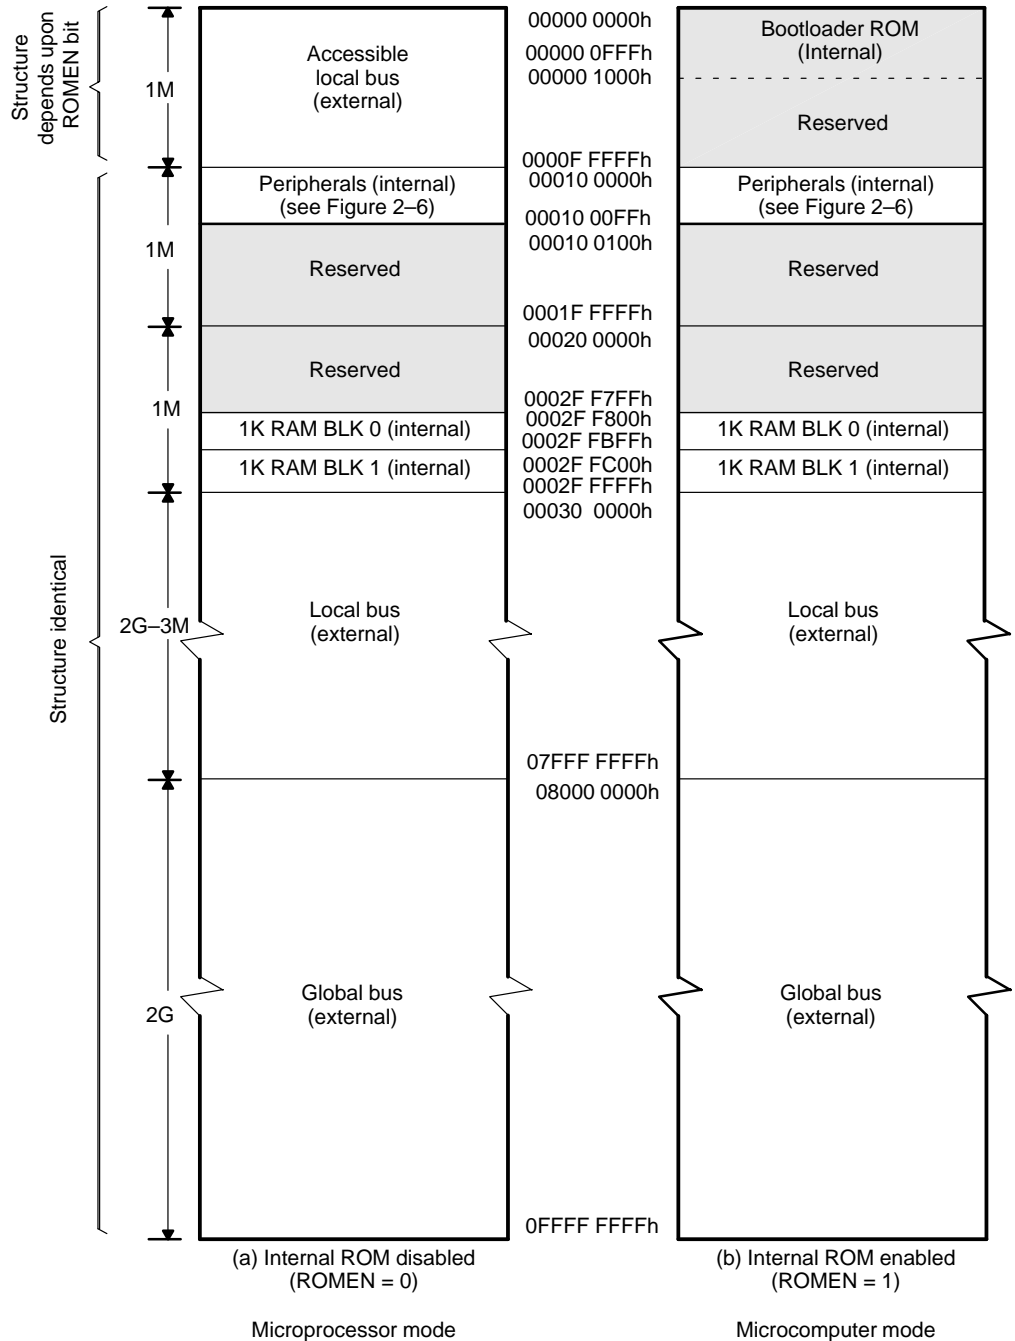 Structure
depends upon
ROMEN bit
1M
Accessible
local bus
(external)
00000 0000h
00000 0FFFh
00000 1000h
0000F FFFFh
Bootloader ROM
(Internal)
Reserved
1M
Peripherals (internal)
(see Figure 2–6)
Reserved
00010 0000h
00010 00FFh
00010 0100h
0001F FFFFh
Peripherals (internal)
(see Figure 2–6)
Reserved
1M
Reserved
1K RAM BLK 0 (internal)
1K RAM BLK 1 (internal)
00020 0000h
0002F F7FFh
0002F F800h
0002F FBFFh
0002F FC00h
0002F FFFFh
Reserved
1K RAM BLK 0 (internal)
1K RAM BLK 1 (internal)
Structure identical
2G–3M
Local bus
(external)
00030 0000h
07FFF FFFFh
Local bus
(external)
2G
Global bus
(external)
08000 0000h
0FFFF FFFFh
Global bus
(external)
(a) Internal ROM disabled
(ROMEN = 0)
Microprocessor mode
(b) Internal ROM enabled
(ROMEN = 1)
Microcomputer mode